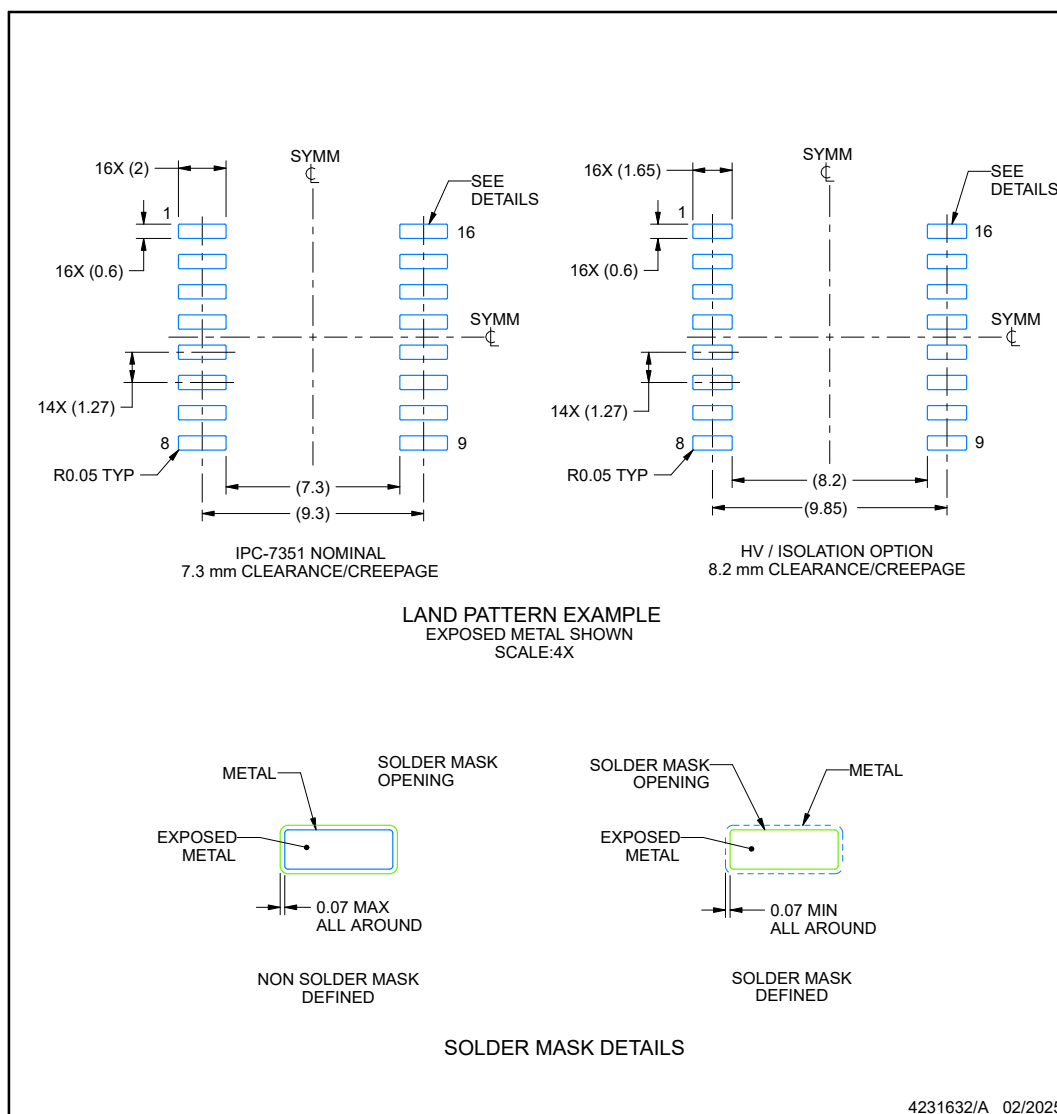 16X (2)
SYMM
℄
SEE
DETAILS
1
16
16X (0.6)
SYMM
℄
14X (1.27)
8
9
R0.05 TYP
(7.3)
(9.3)
IPC-7351 NOMINAL
7.3 mm CLEARANCE/CREEPAGE
16X (1.65)
SYMM
℄
SEE
DETAILS
1
16
16X (0.6)
SYMM
℄
14X (1.27)
8
9
R0.05 TYP
(8.2)
(9.85)
HV / ISOLATION OPTION
8.2 mm CLEARANCE/CREEPAGE
LAND PATTERN EXAMPLE
EXPOSED METAL SHOWN
SCALE:4X
METAL
SOLDER MASK
OPENING
EXPOSED
METAL
0.07 MAX
ALL AROUND
NON SOLDER MASK
DEFINED
SOLDER MASK
OPENING
METAL
EXPOSED
METAL
0.07 MIN
ALL AROUND
SOLDER MASK
DEFINED
SOLDER MASK DETAILS
4231632/A 02/2025